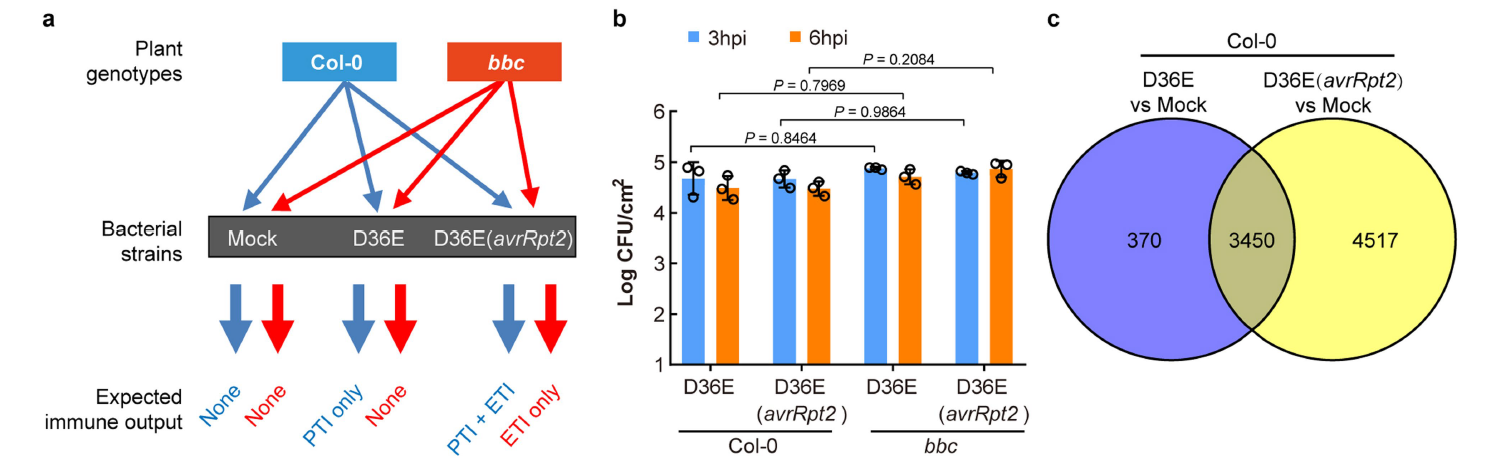 a
Plant
genotypes
Col-0
bbc
Bacterial
strains
Mock
D36E
D36E(avrRpt2)
Expected
immune output
None
None
PTI only
None
PTI + ETI
ETI only
b
3hpi
6hpi
P = 0.2084
P = 0.7969
P = 0.9864
P = 0.8464
Log CFU/cm2
6
5
4
3
2
1
D36E
D36E
(avrRpt2 )
D36E
D36E
(avrRpt2 )
Col-0
bbc
c
Col-0
D36E
vs Mock
D36E(avrRpt2)
vs Mock
370
3450
4517